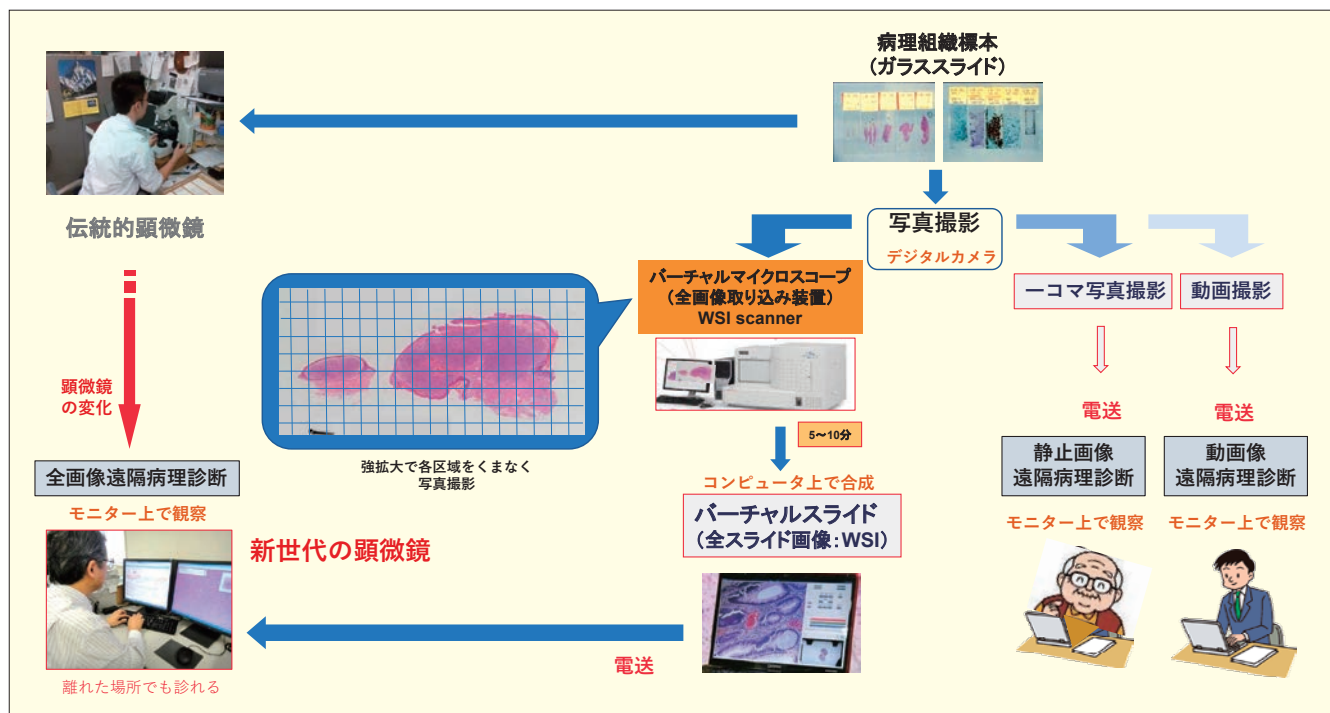 病理組織標本
（ガラススライド）
伝統的顕微鏡
写真撮影
デジタルカメラ
バーチャルマイクロスコープ
（全画像取り込み装置）
WSI scanner
一コマ写真撮影
動画撮影
顕微鏡
の変化
電送
電送
5〜10分
強拡大で各区域をくまなく
写真撮影
全画像遠隔病理診断
モニター上で観察
コンピュータ上で合成
バーチャルスライド
（全スライド画像：WSI）
静止画像
遠隔病理診断
動画像
遠隔病理診断
モニター上で観察
モニター上で観察
新世代の顕微鏡
電送
離れた場所でも診れる